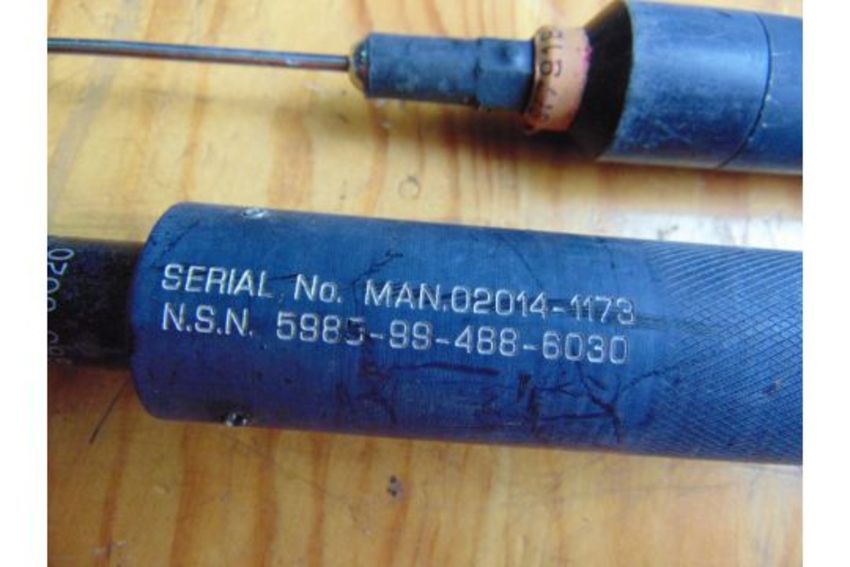 SERIAL No. MAN.02014-1173
N.S.N. 5985-99-488-6030